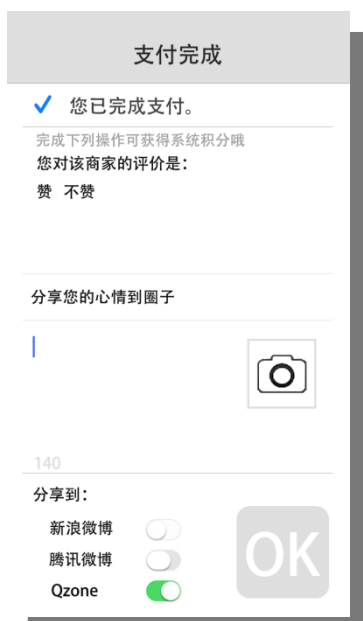 支付完成
您已完成支付。
完成下列操作可获得系统积分哦
您对该商家的评价是：
赞 不赞
分享您的心情到圈子
140
分享到：
新浪微博
腾讯微博
Qzone
OK